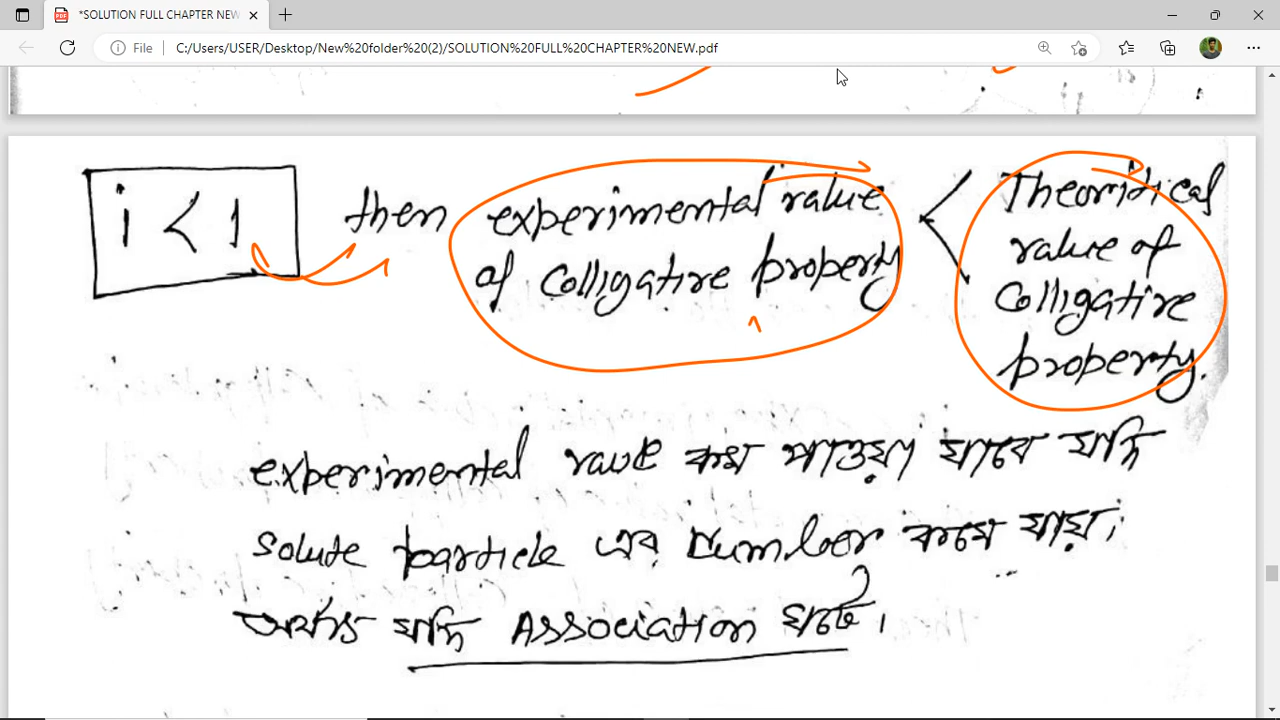 *SOLUTION FULL CHAPTER NEW
File C:/Users/USER/Desktop/New%20folder%20(2)/SOLUTION%20FULL%20CHAPTER%20NEW.pdf
i < 1 then experimental value < Theoritical
of Colligative property value of
Colligative
property.
experimental value কম পাওয়া যাবে যদি
solute particle এর number কমে যায়।
অর্থাৎ যদি Association ঘটে।